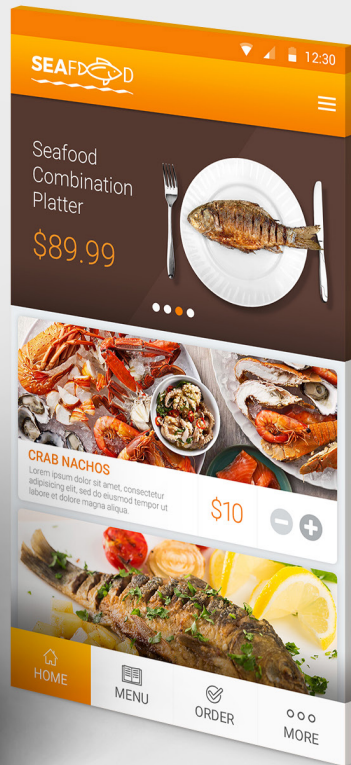 12:30
SEAFOOD
Seafood
Combination
Platter
$89.99
CRAB NACHOS
Lorem ipsum dolor sit amet, consectetur
adipisicing elit, sed do eiusmod tempor ut
labore et dolore magna aliqua.
$10
HOME
MENU
ORDER
MORE